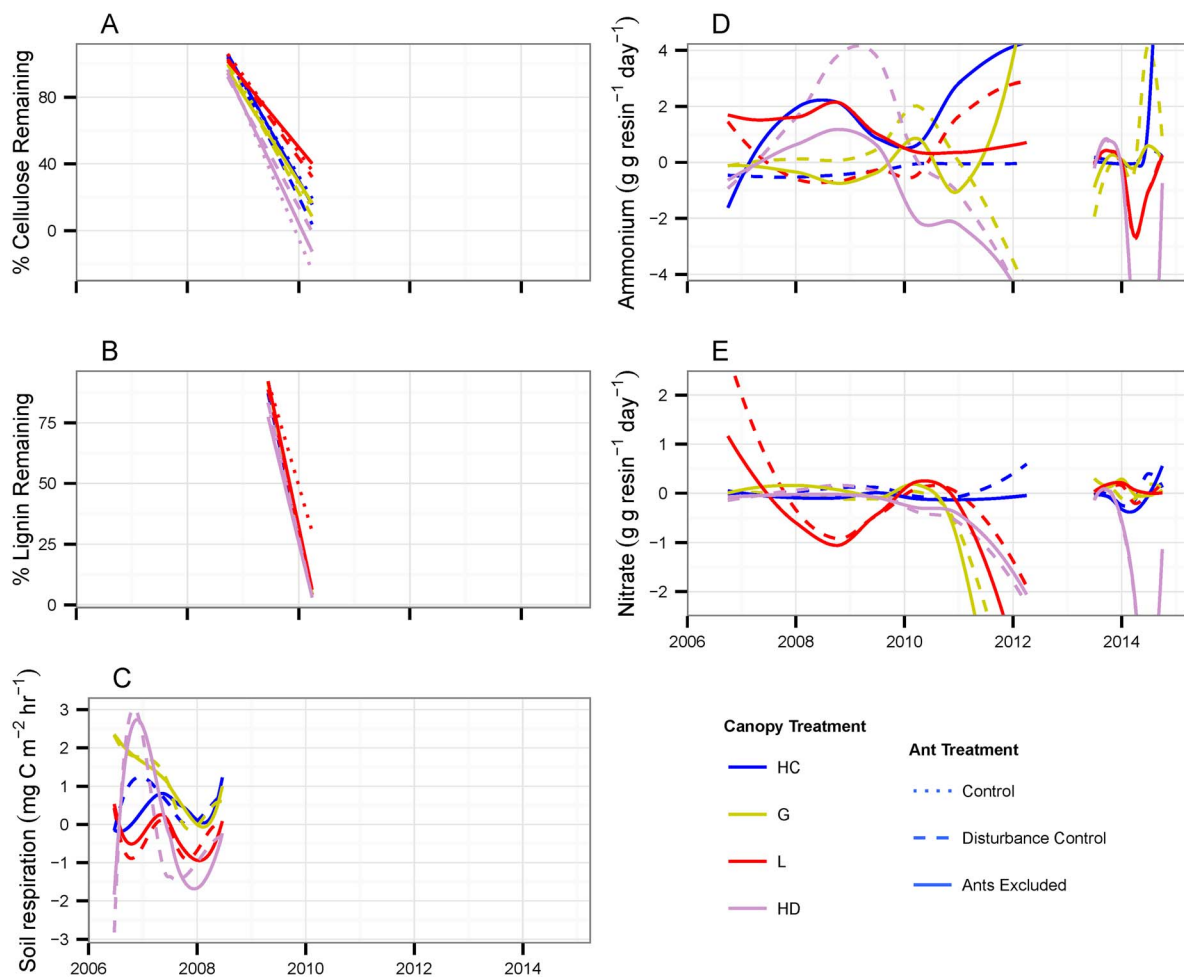 A
% Cellulose Remaining
80
40
0
B
% Lignin Remaining
75
50
25
0
C
Soil respiration (mg C m⁻² hr⁻¹)
3
2
1
0
−1
−2
−3
2006
2008
2010
2012
2014
D
Ammonium (g g resin⁻¹ day⁻¹)
4
2
0
−2
−4
E
Nitrate (g g resin⁻¹ day⁻¹)
2
1
0
−1
−2
2006
2008
2010
2012
2014
Canopy Treatment
HC
G
L
HD
Ant Treatment
Control
Disturbance Control
Ants Excluded